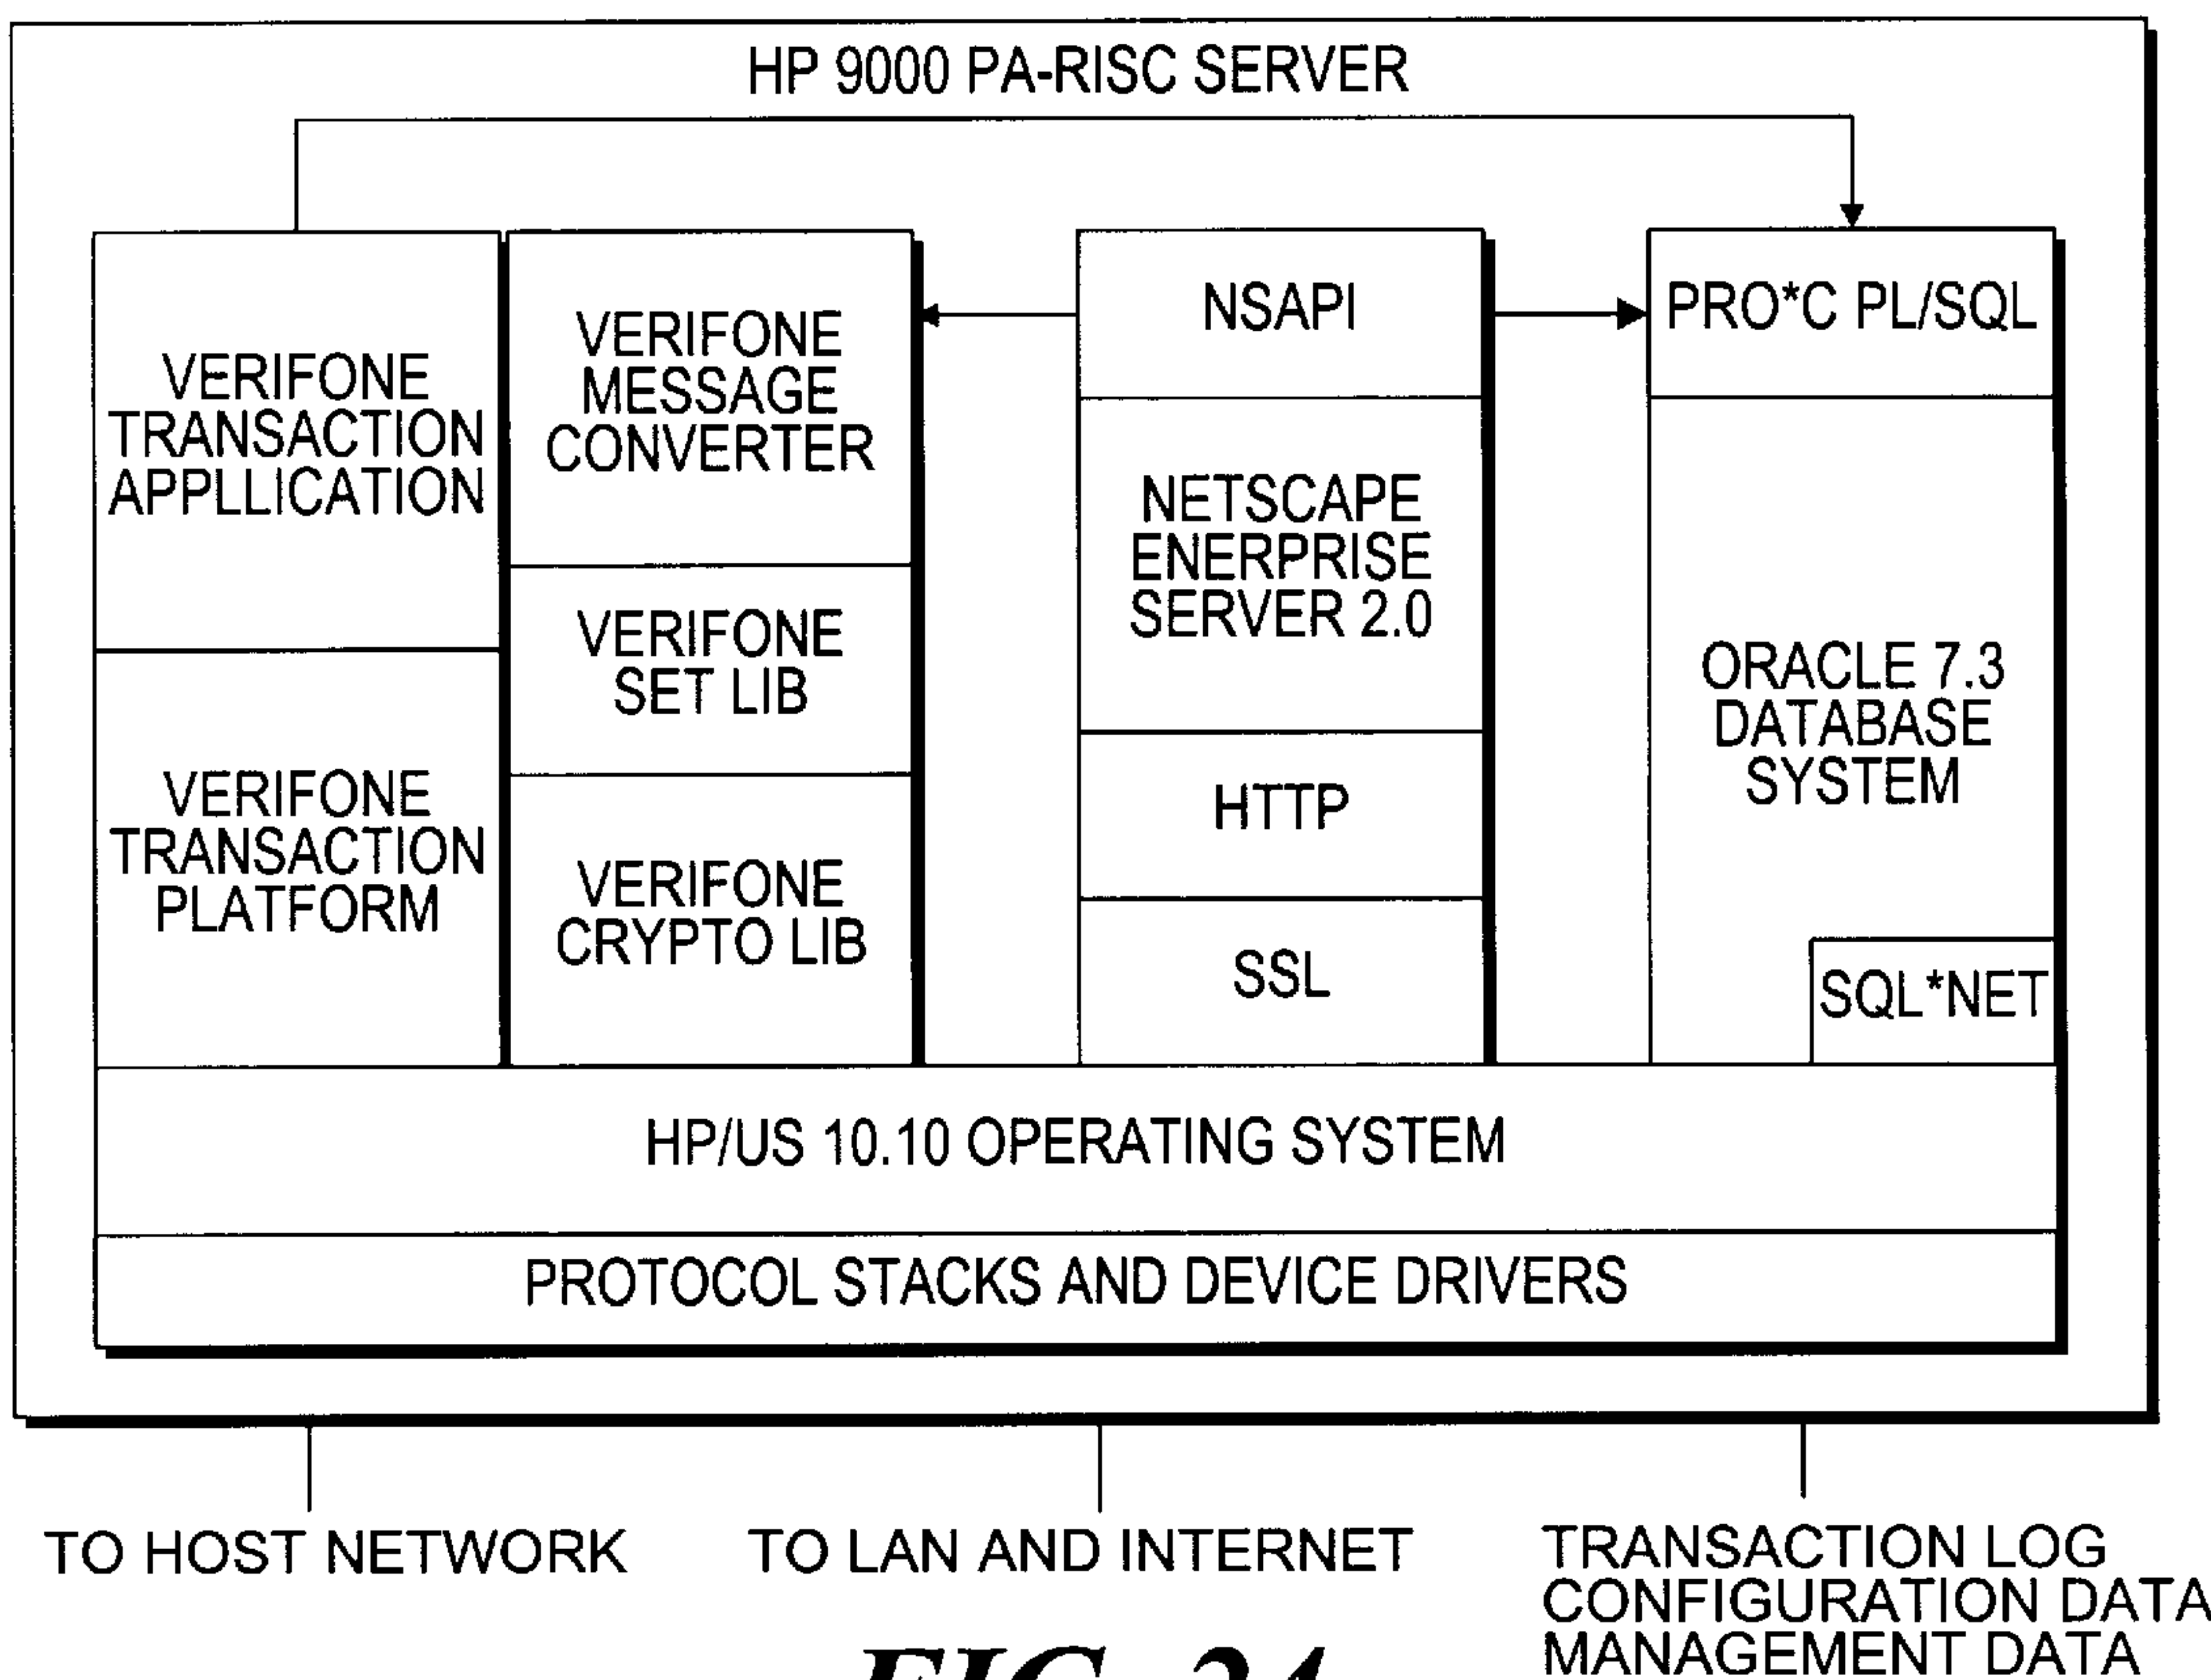 HP 9000 PA-RISC SERVER
VERIFONE
TRANSACTION
APPLLICATION
VERIFONE
TRANSACTION
PLATFORM
VERIFONE
MESSAGE
CONVERTER
VERIFONE
SET LIB
VERIFONE
CRYPTO LIB
NSAPI
NETSCAPE
ENERPRISE
SERVER 2.0
HTTP
SSL
PRO*C PL/SQL
ORACLE 7.3
DATABASE
SYSTEM
SQL*NET
HP/US 10.10 OPERATING SYSTEM
PROTOCOL STACKS AND DEVICE DRIVERS
TO HOST NETWORK
TO LAN AND INTERNET
TRANSACTION LOG
CONFIGURATION DATA
MANAGEMENT DATA